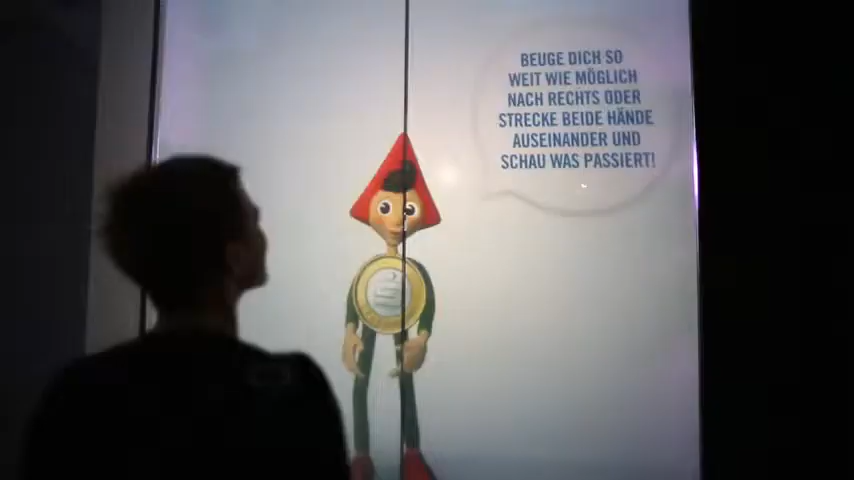 BEUGE DICH SO
WEIT WIE MÖGLICH
NACH RECHTS ODER
STRECKE BEIDE HÄNDE
AUSEINANDER UND
SCHAU WAS PASSIERT!